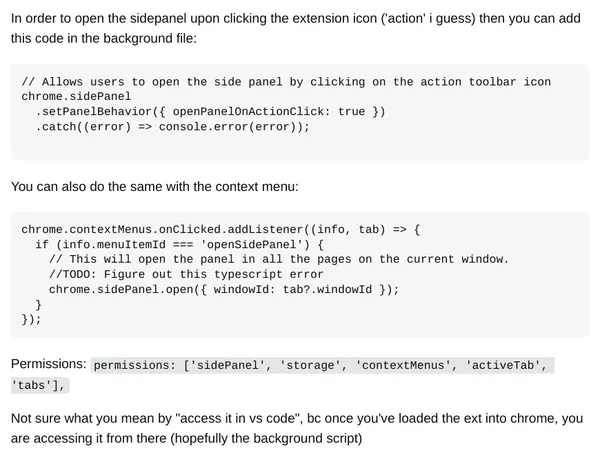 In order to open the sidepanel upon clicking the extension icon ('action' i guess) then you can add
this code in the background file:
// Allows users to open the side panel by clicking on the action toolbar icon
chrome.sidePanel
  .setPanelBehavior({ openPanelOnActionClick: true })
  .catch((error) => console.error(error));
You can also do the same with the context menu:
chrome.contextMenus.onClicked.addListener((info, tab) => {
  if (info.menuItemId === 'openSidePanel') {
    // This will open the panel in all the pages on the current window.
    //TODO: Figure out this typescript error
    chrome.sidePanel.open({ windowId: tab?.windowId });
  }
});
Permissions: permissions: ['sidePanel', 'storage', 'contextMenus', 'activeTab',
'tabs'],
Not sure what you mean by "access it in vs code", bc once you've loaded the ext into chrome, you
are accessing it from there (hopefully the background script)